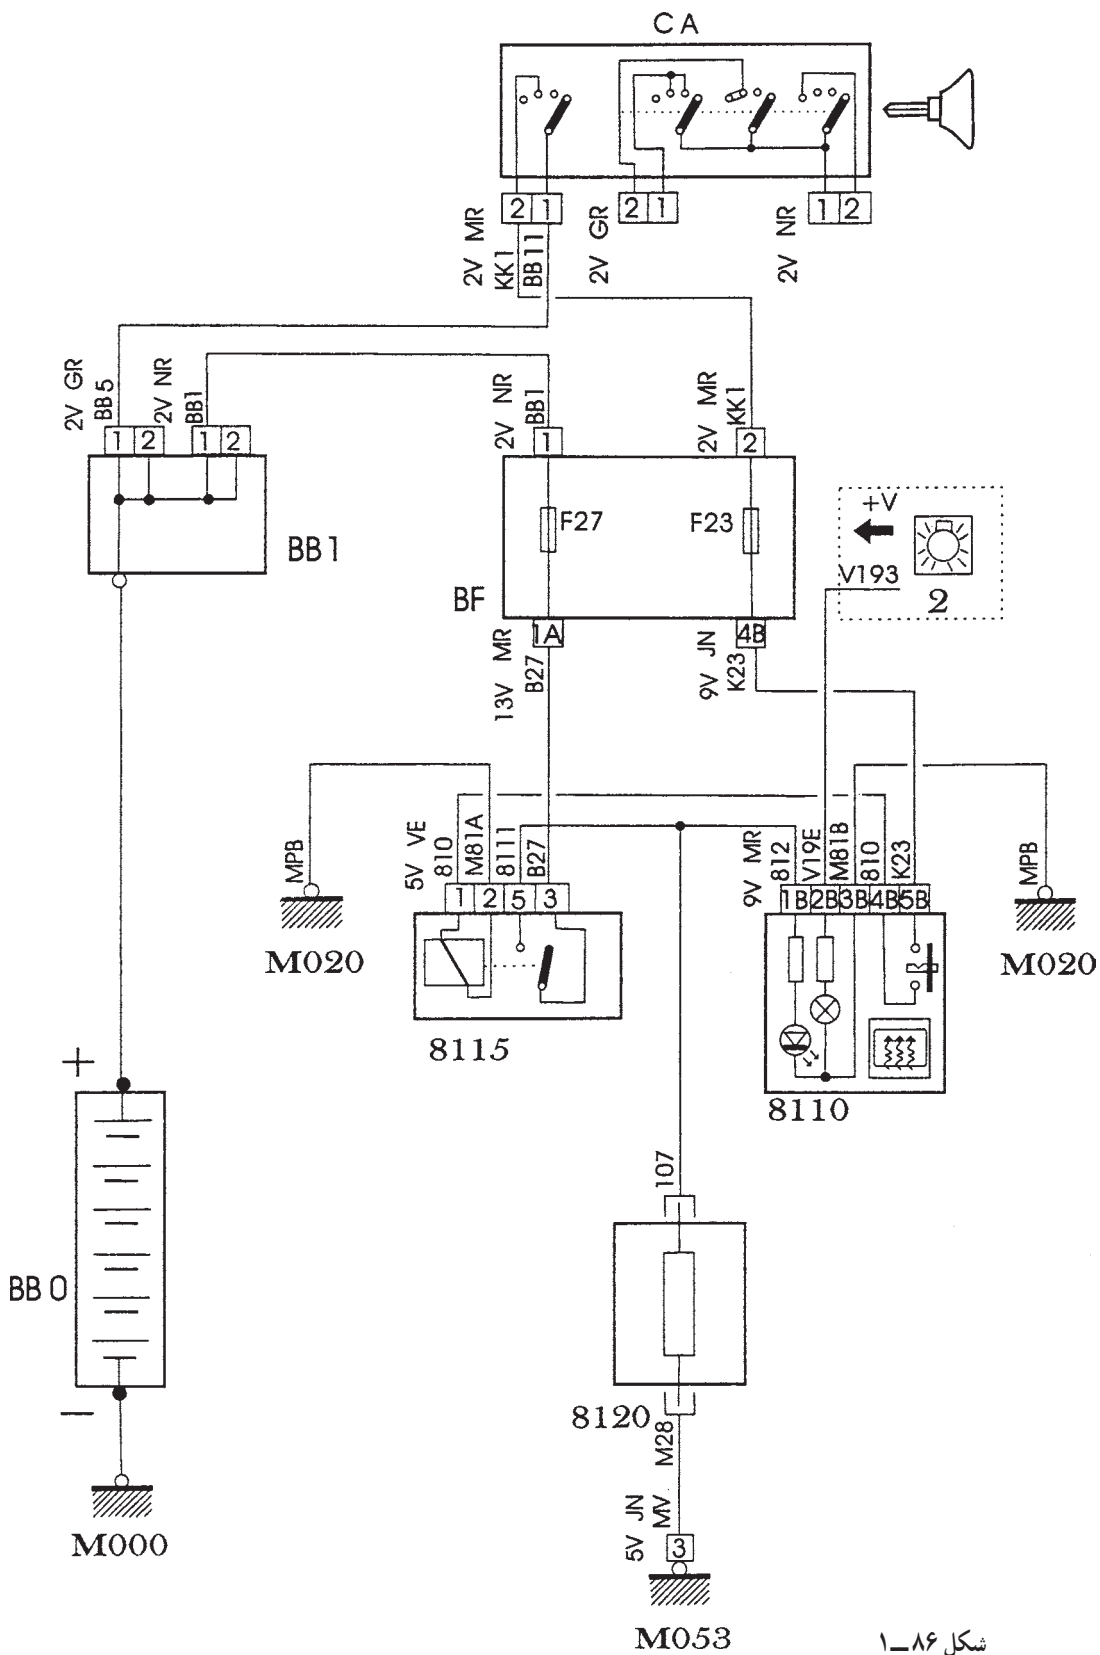 CA
2 1
2 1
1 2
2V MR
KK1
BB11
2V GR
2V NR
2V GR
BB5
2V NR
BB1
2V NR
BB1
2V MR
KK1
1 2
1 2
1
2
F27
F23
BB1
BF
+V
V193
2
1A
4B
13V MR
B27
9V JN
K23
MPB
5V VE
810
M81A
8111
B27
9V MR
812
V19E
M81B
810
K23
MPB
1 2 5 3
1B 2B 3B 4B 5B
M020
M020
8115
8110
+
107
BB0
8120
–
M28
5V JN
MV
M000
3
M053
شکل ۸۶–۱